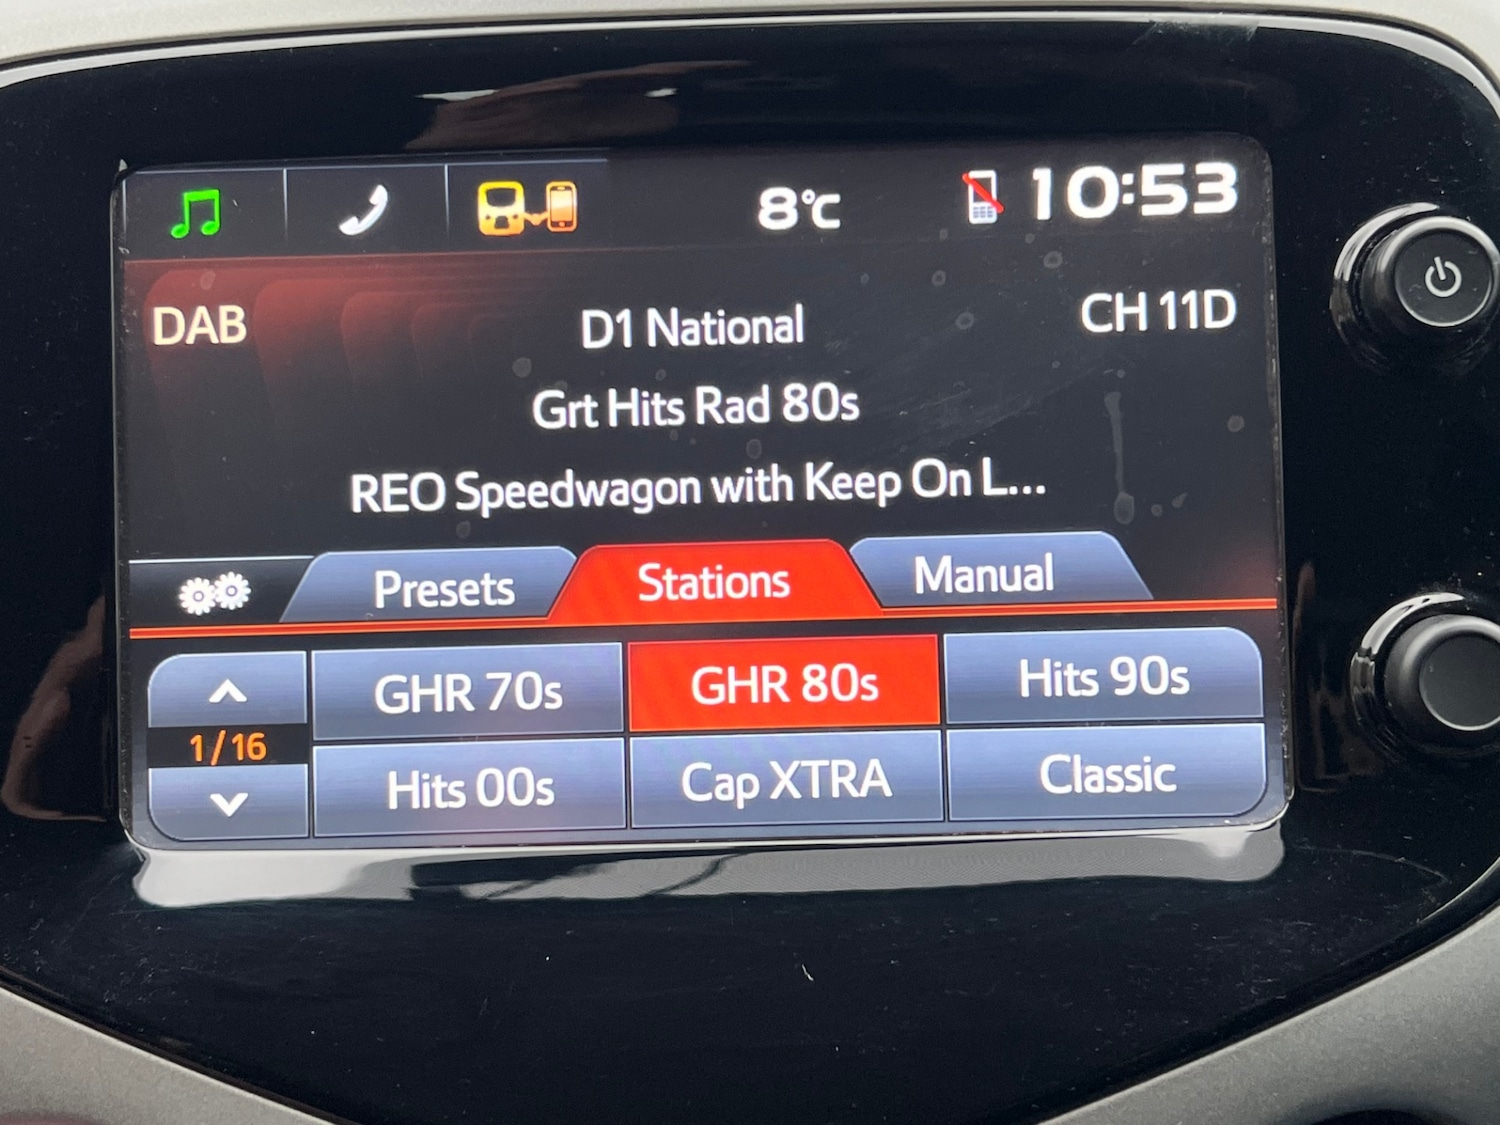 8°C 10:53
DAB D1 National CH 11D
Grt Hits Rad 80s
REO Speedwagon with Keep On L...
Presets Stations Manual
GHR 70s GHR 80s Hits 90s
1/16
Hits 00s Cap XTRA Classic